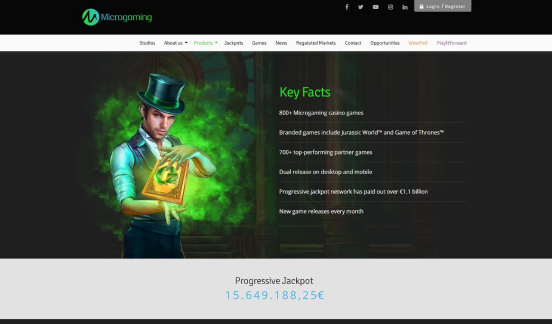 Microgaming
Login / Register
Studios About us Products Jackpots Games News Regulated Markets Contact Opportunities WowPot! PlayItForward
Key Facts
800+ Microgaming casino games
Branded games include Jurassic World™ and Game of Thrones™
700+ top-performing partner games
Dual release on desktop and mobile
Progressive jackpot network has paid out over €1.1 billion
New game releases every month
Progressive Jackpot
15.649.188,25€